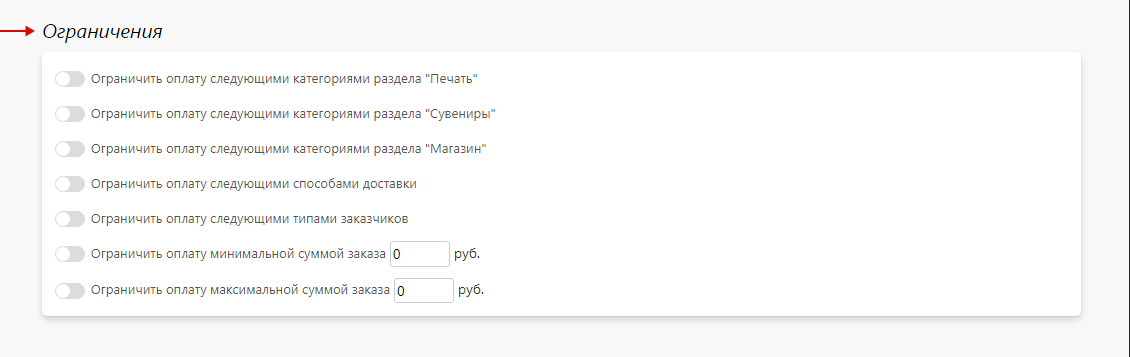 Ограничения
Ограничить оплату следующими категориями раздела "Печать"
Ограничить оплату следующими категориями раздела "Сувениры"
Ограничить оплату следующими категориями раздела "Магазин"
Ограничить оплату следующими способами доставки
Ограничить оплату следующими типами заказчиков
Ограничить оплату минимальной суммой заказа 0 руб.
Ограничить оплату максимальной суммой заказа 0 руб.